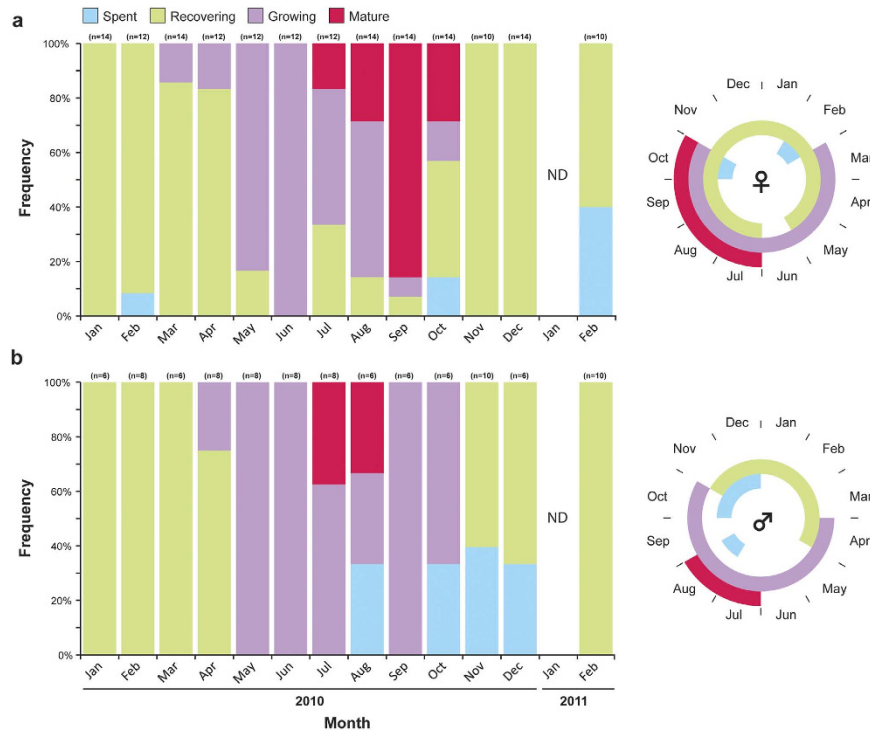 a
Spent Recovering Growing Mature
(n=14) (n=12) (n=14) (n=12) (n=12) (n=12) (n=12) (n=14) (n=14) (n=14) (n=10) (n=14) (n=10)
100%
80%
60%
40%
20%
0%
Frequency
ND
Jan Feb Mar Apr May Jun Jul Aug Sep Oct Nov Dec Jan Feb
Dec Jan
Nov Feb
Oct Mar
Sep Apr
Aug May
Jul Jun
♀
b
(n=6) (n=8) (n=6) (n=8) (n=8) (n=8) (n=8) (n=6) (n=6) (n=6) (n=10) (n=6) (n=10)
100%
80%
60%
40%
20%
0%
Frequency
ND
Jan Feb Mar Apr May Jun Jul Aug Sep Oct Nov Dec Jan Feb
2010 2011
Month
Dec Jan
Nov Feb
Oct Mar
Sep Apr
Aug May
Jul Jun
♂